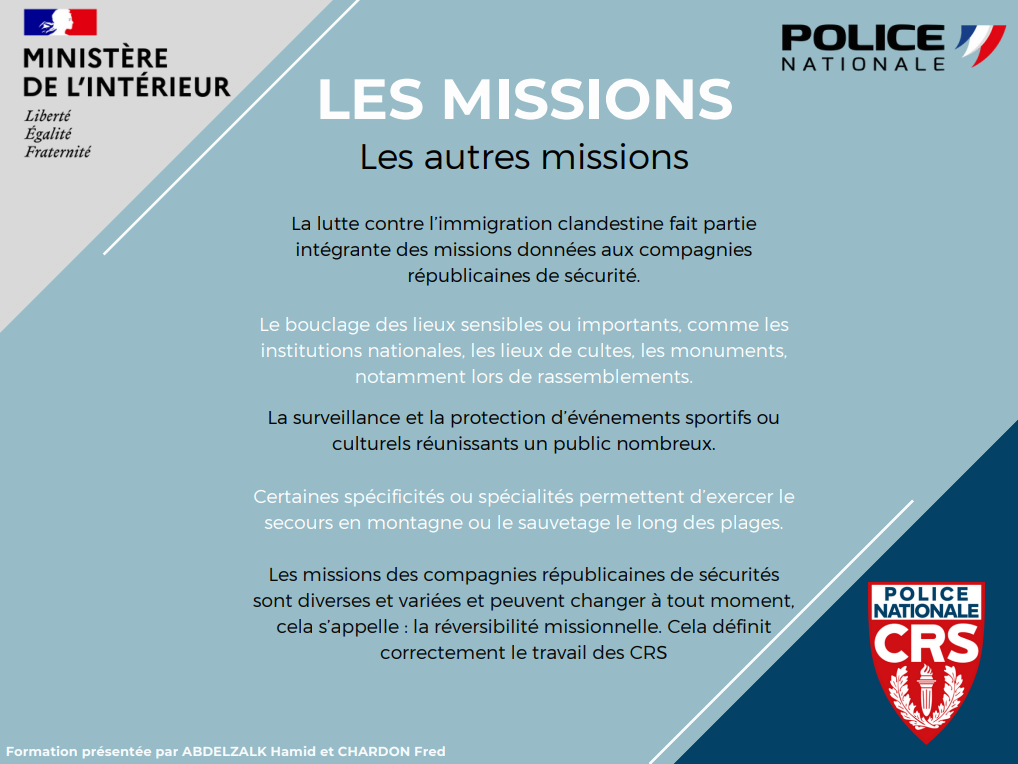 MINISTÈRE
DE L'INTÉRIEUR
Liberté
Égalité
Fraternité
POLICE
NATIONALE
LES MISSIONS
Les autres missions
La lutte contre l'immigration clandestine fait partie
intégrante des missions données aux compagnies
républicaines de sécurité.
Le bouclage des lieux sensibles ou importants, comme les
institutions nationales, les lieux de cultes, les monuments,
notamment lors de rassemblements.
La surveillance et la protection d'événements sportifs ou
culturels réunissants un public nombreux.
Certaines spécificités ou spécialités permettent d'exercer le
secours en montagne ou le sauvetage le long des plages.
Les missions des compagnies républicaines de sécurités
sont diverses et variées et peuvent changer à tout moment,
cela s'appelle : la réversibilité missionnelle. Cela définit
correctement le travail des CRS
POLICE
NATIONALE
CRS
Formation présentée par ABDELZALK Hamid et CHARDON Fred